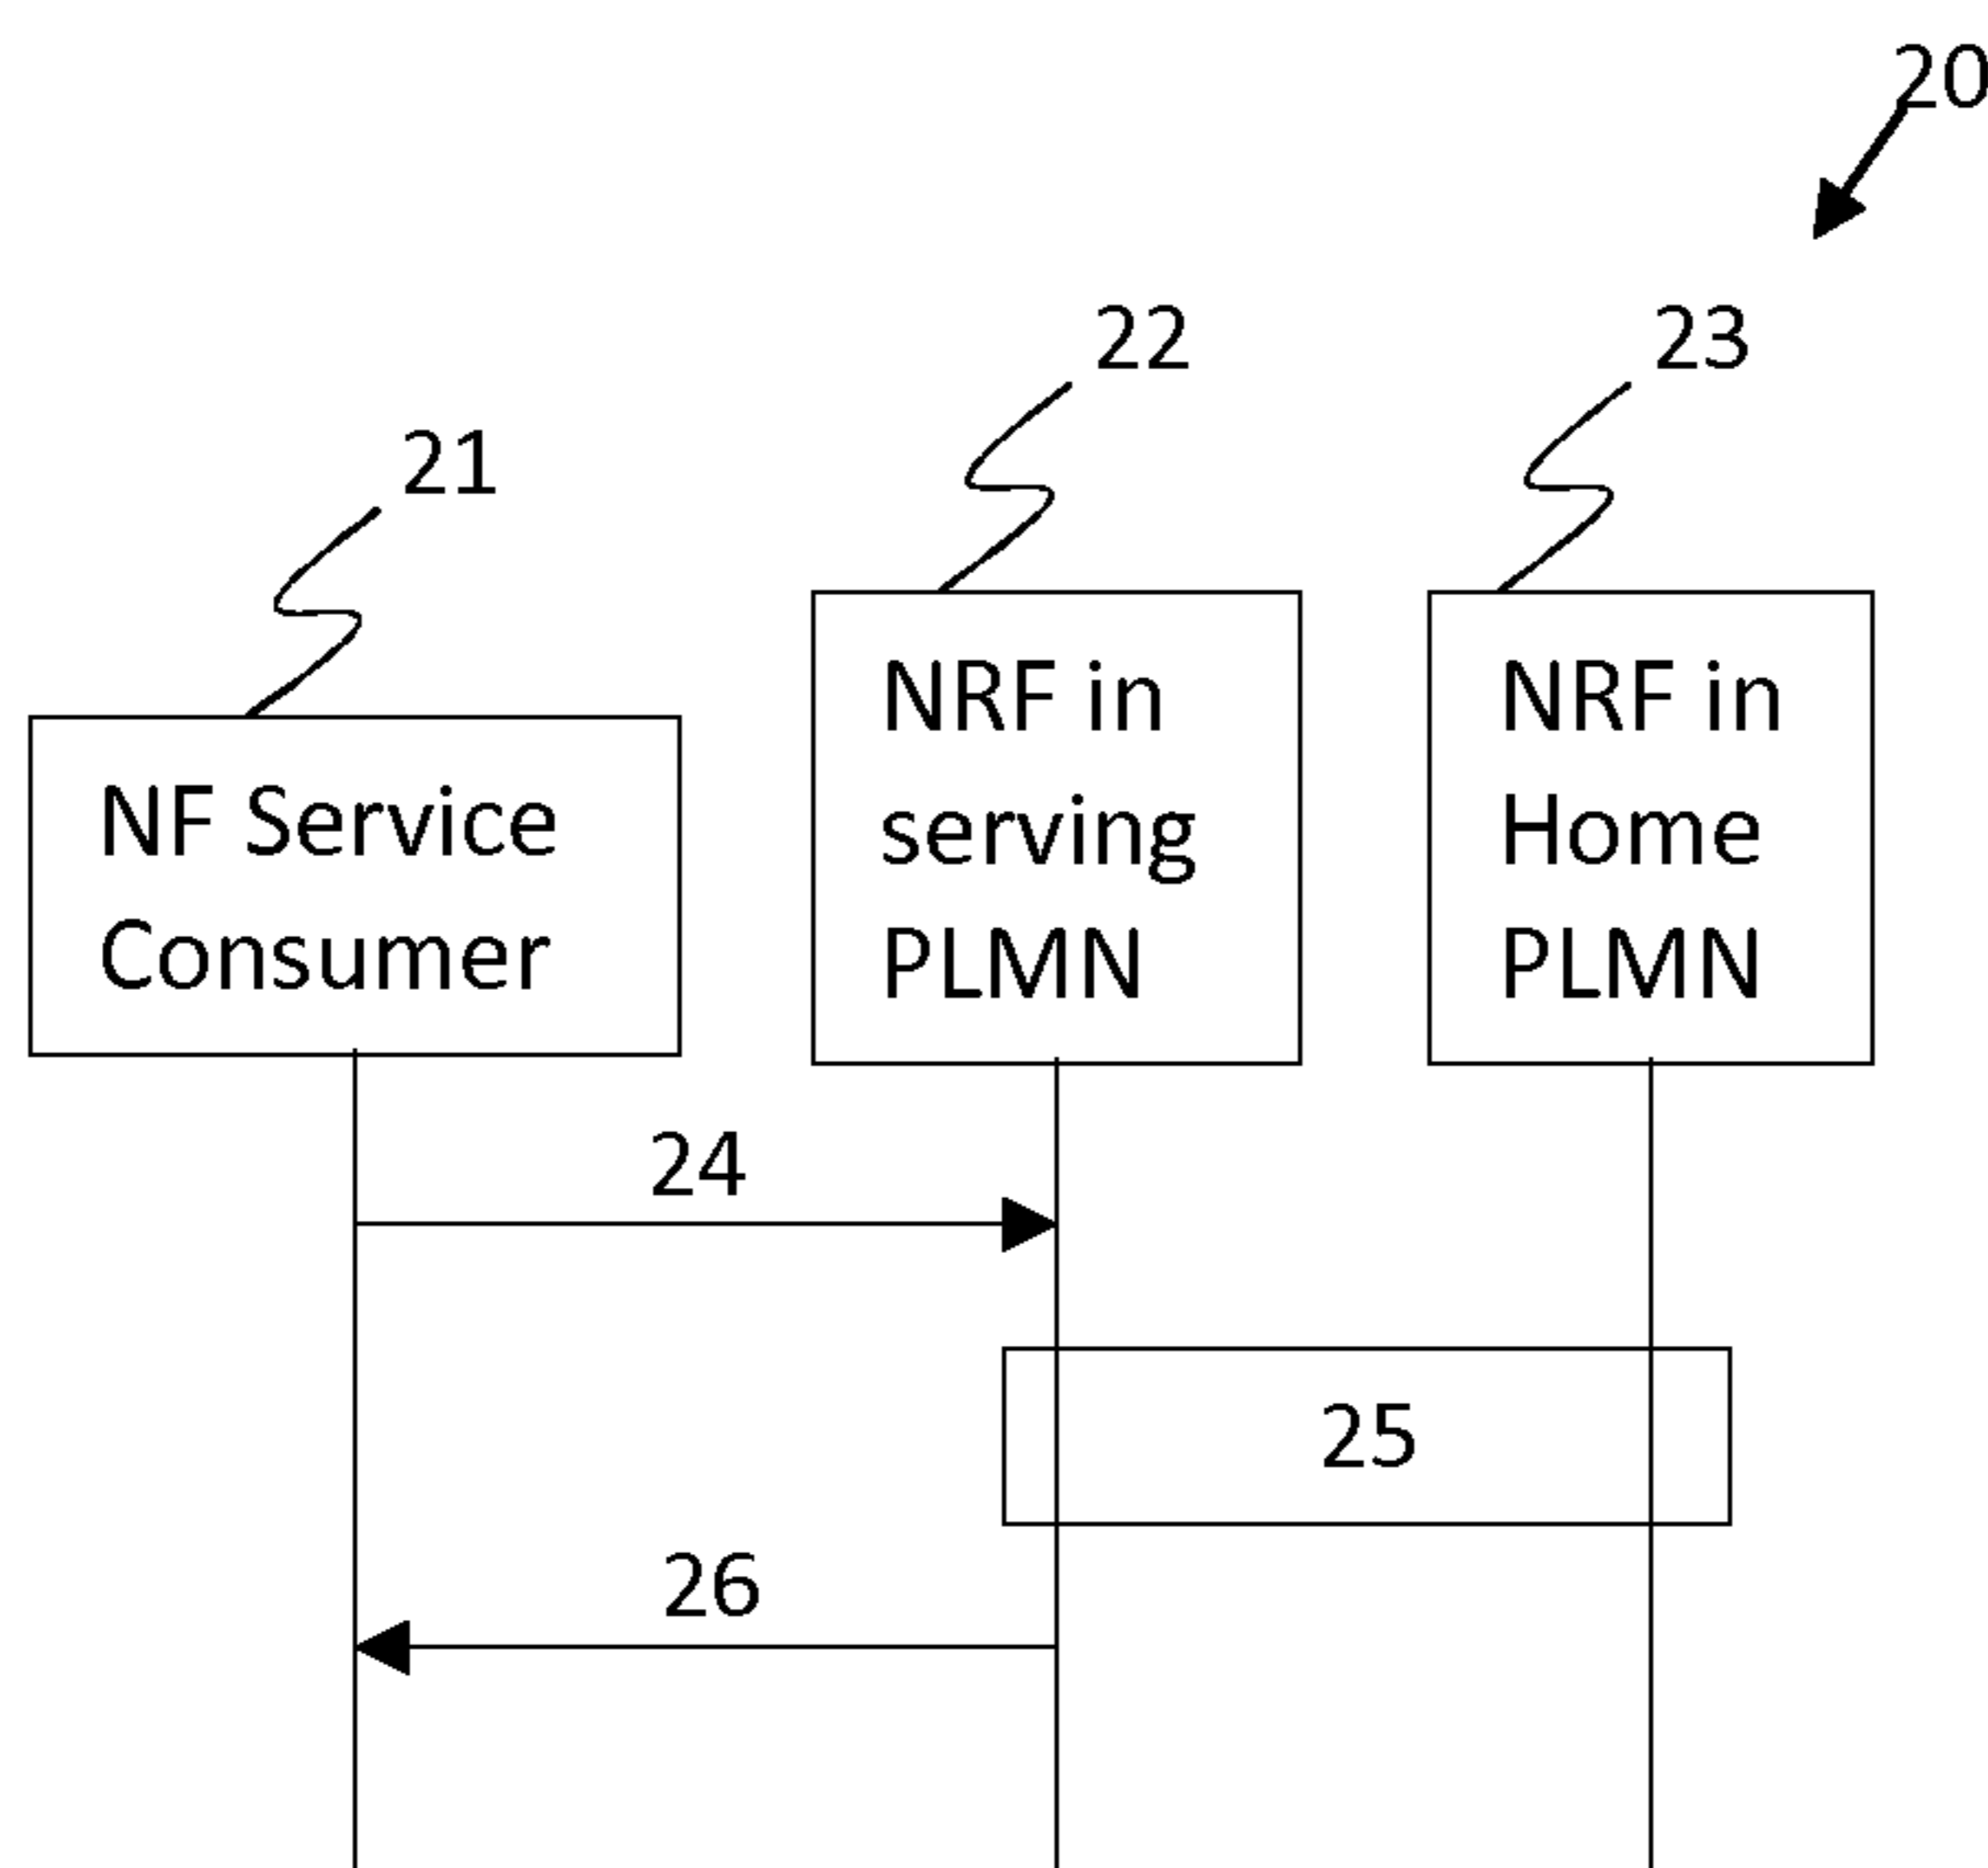 20
22
23
21
NF Service
Consumer
NRF in
serving
PLMN
NRF in
Home
PLMN
24
25
26